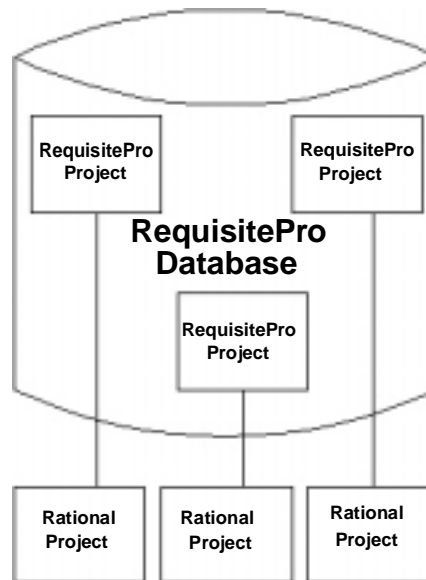 RequisitePro
Project
RequisitePro
Project
RequisitePro
Database
RequisitePro
Project
Rational
Project
Rational
Project
Rational
Project